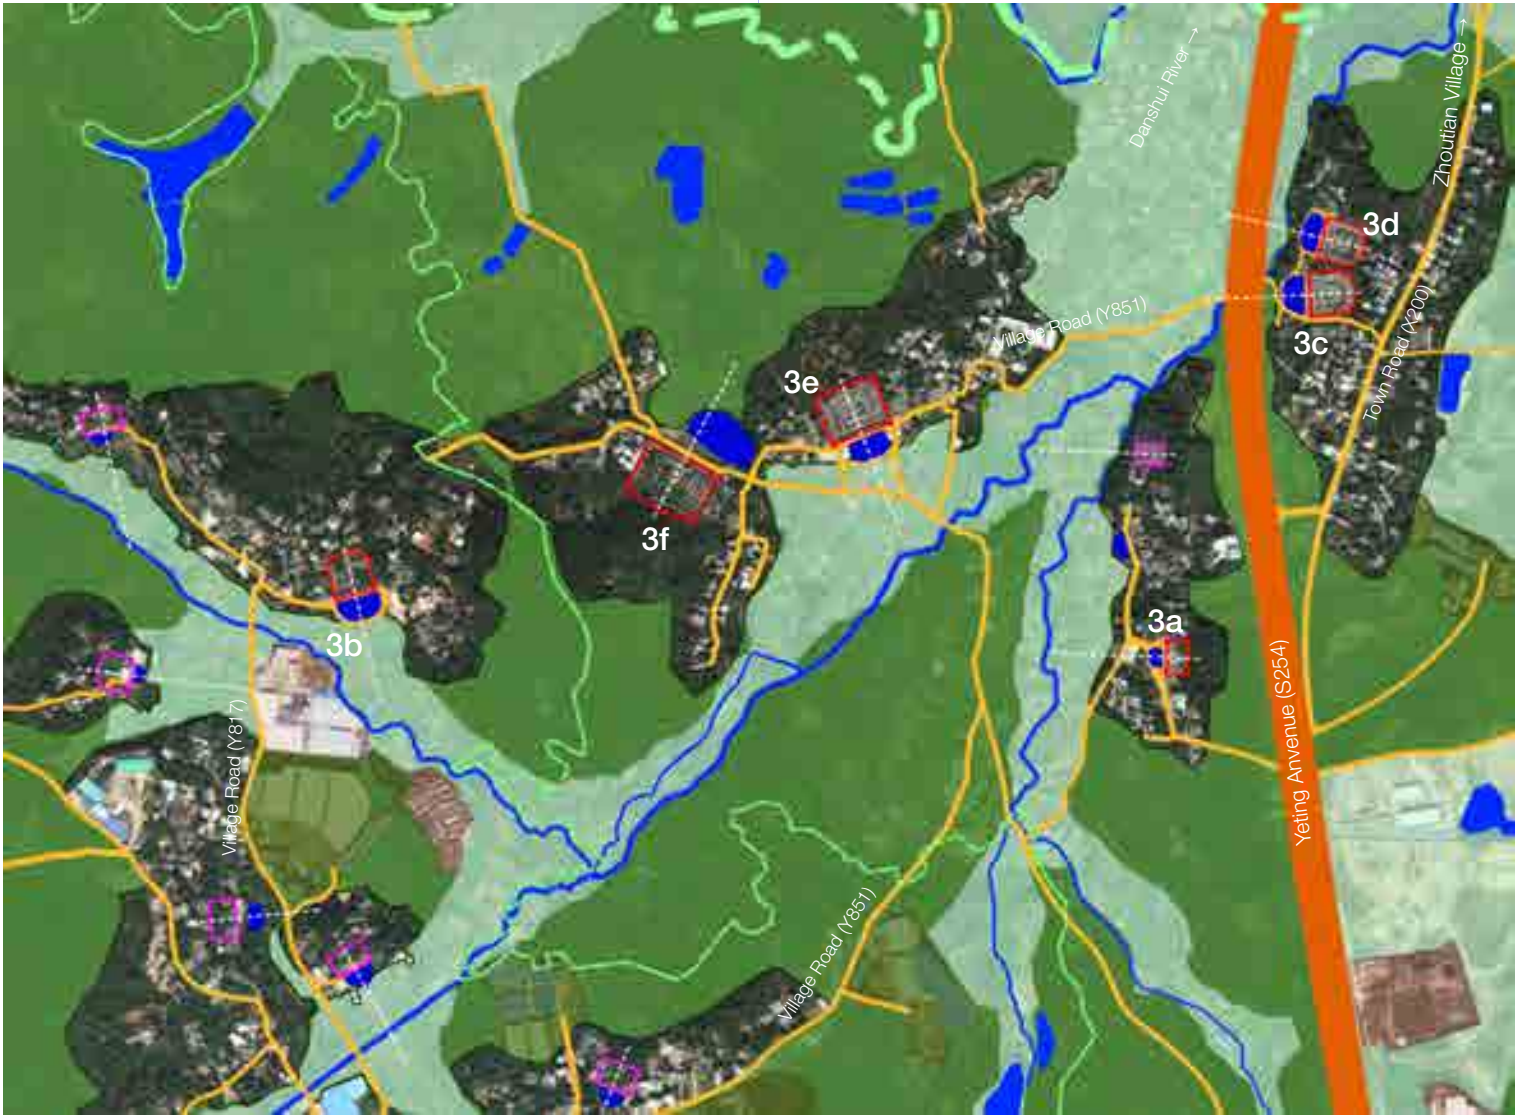 Danshui River →
Zhoutian Village →
3d
3c
Village Road (Y851)
Town Road (X200)
3e
3f
3a
3b
Yeting Anvenue (S254)
Village Road (Y817)
Village Road (Y851)